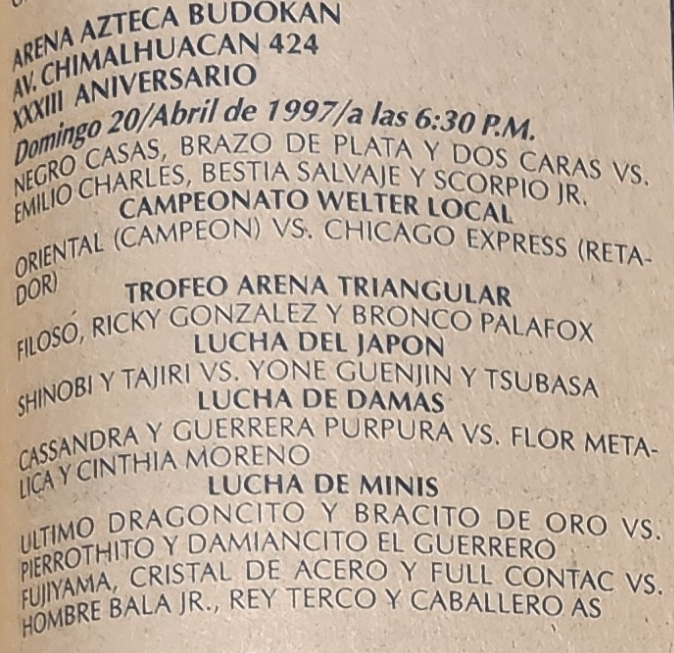 ARENA AZTECA BUDOKAN
AV. CHIMALHUACAN 424
XXXIII ANIVERSARIO
Domingo 20/Abril de 1997/a las 6:30 P.M.
NEGRO CASAS, BRAZO DE PLATA Y DOS CARAS VS.
EMILIO CHARLES, BESTIA SALVAJE Y SCORPIO JR.
CAMPEONATO WELTER LOCAL
ORIENTAL (CAMPEON) VS. CHICAGO EXPRESS (RETA-
DOR)
TROFEO ARENA TRIANGULAR
FILOSO, RICKY GONZALEZ Y BRONCO PALAFOX
LUCHA DEL JAPON
SHINOBI Y TAJIRI VS. YONE GUENJIN Y TSUBASA
LUCHA DE DAMAS
CASSANDRA Y GUERRERA PURPURA VS. FLOR META-
LICA Y CINTHIA MORENO
LUCHA DE MINIS
ULTIMO DRAGONCITO Y BRACITO DE ORO VS.
PIERROTHITO Y DAMIANCITO EL GUERRERO
FUJIYAMA, CRISTAL DE ACERO Y FULL CONTAC VS.
HOMBRE BALA JR., REY TERCO Y CABALLERO AS